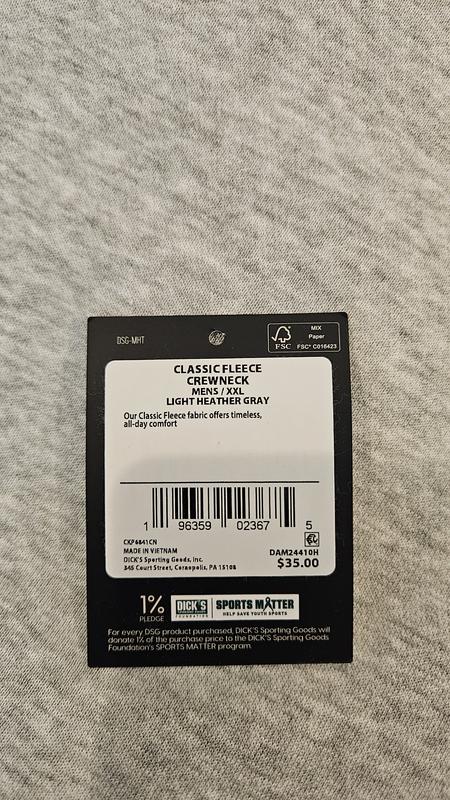 DSG-MHT
FSC
MIX
Paper
FSC® C016423
CLASSIC FLEECE
CREWNECK
MENS / XXL
LIGHT HEATHER GRAY
Our Classic Fleece fabric offers timeless,
all-day comfort
1 96359 02367 5
CKP6841CN
MADE IN VIETNAM
DICK'S Sporting Goods, Inc.
345 Court Street, Coraopolis, PA 15108
DAM24410H
$35.00
1%
PLEDGE
DICK'S
FOUNDATION
SPORTS MATTER
HELP SAVE YOUTH SPORTS
For every DSG product purchased, DICK'S Sporting Goods will
donate 1% of the purchase price to the DICK'S Sporting Goods
Foundation's SPORTS MATTER program.